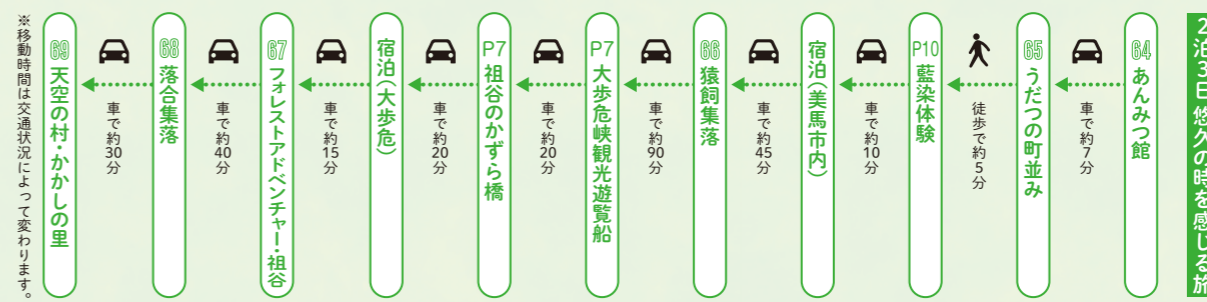 2泊3日 悠久の時を感じる旅
64 あんみつ館
車で約7分
65 うだつの町並み
徒歩で約5分
P10 藍染体験
車で約10分
宿泊（美馬市内）
車で約45分
66 猿飼集落
車で約90分
P7 大歩危峡観光遊覧船
車で約20分
P7 祖谷のかずら橋
車で約20分
宿泊（大歩危）
車で約15分
67 フォレストアドベンチャー・祖谷
車で約40分
68 落合集落
車で約30分
69 天空の村・かかしの里
※移動時間は交通状況によって変わります。